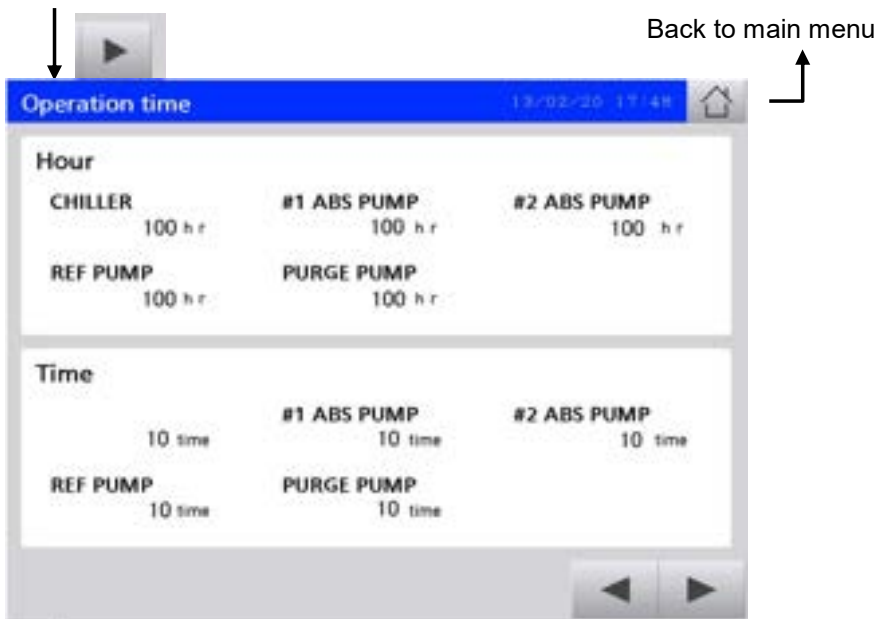 Back to main menu
Operation time 13/02/20 17:48
Hour
CHILLER #1 ABS PUMP #2 ABS PUMP
100 hr 100 hr 100 hr
REF PUMP PURGE PUMP
100 hr 100 hr
Time
#1 ABS PUMP #2 ABS PUMP
10 time 10 time 10 time
REF PUMP PURGE PUMP
10 time 10 time